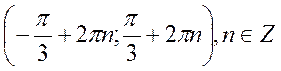 (-π/3 + 2πn; π/3 + 2πn), n ∈ Z